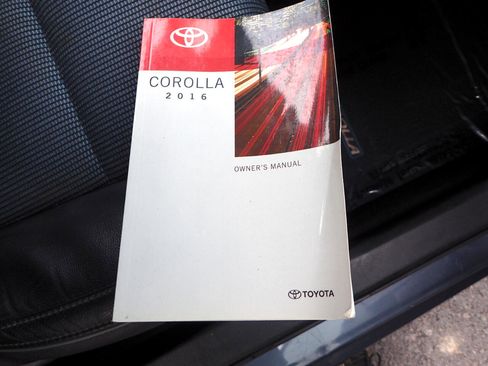 COROLLA
2016
OWNER'S MANUAL
TOYOTA